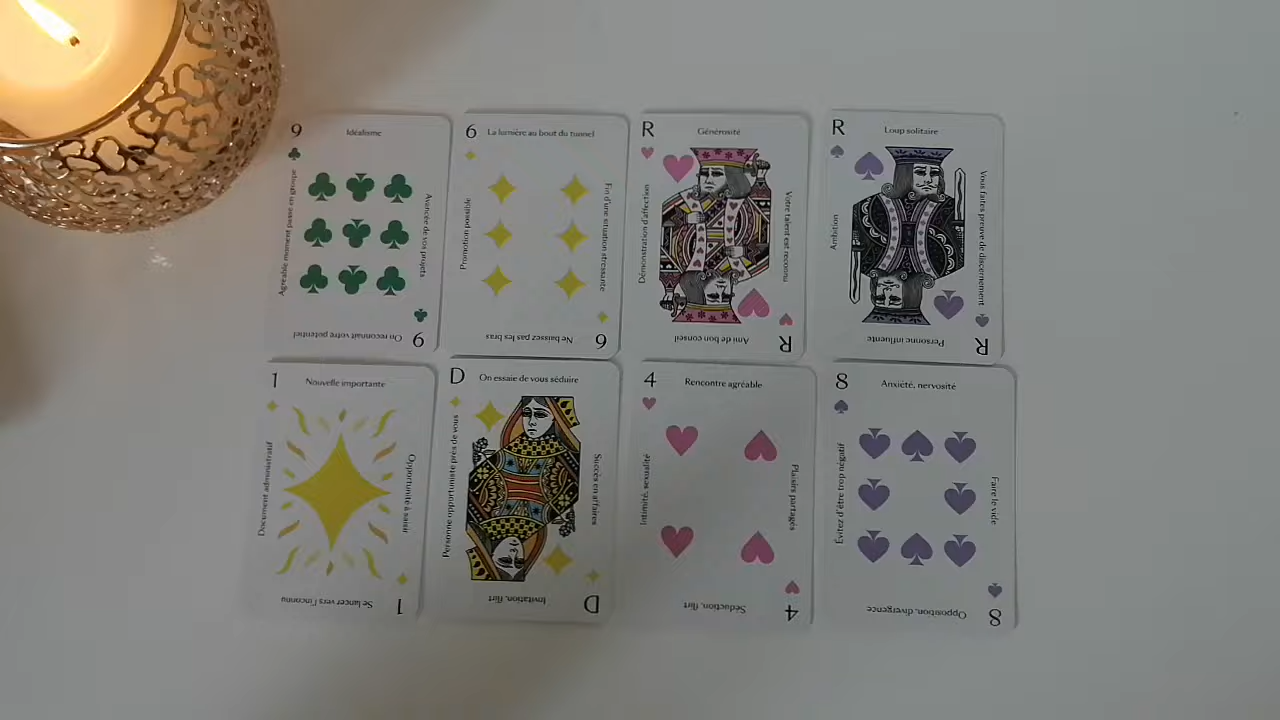 9
Idéalisme
Agréable moment passé en groupe
Avancée de vos projets
On reconnaît votre potentiel
9
6
La lumière au bout du tunnel
Promotion possible
Fin d'une situation stressante
Ne baissez pas les bras
6
R
Générosité
Démonstration d'affection
Votre talent est reconnu
Ami de bon conseil
R
R
Loup solitaire
Ambition
Vous faites preuve de discernement
Personne influente
R
1
Nouvelle importante
Document administratif
Opportunité à saisir
Se lancer vers l'inconnu
1
D
On essaie de vous séduire
Personne opportuniste près de vous
Succès en affaires
Invitation, flirt
D
4
Rencontre agréable
Intimité, sexualité
Plaisirs partagés
Séduction, flirt
4
8
Anxiété, nervosité
Évitez d'être trop négatif
Faire le vide
Opposition, divergence
8